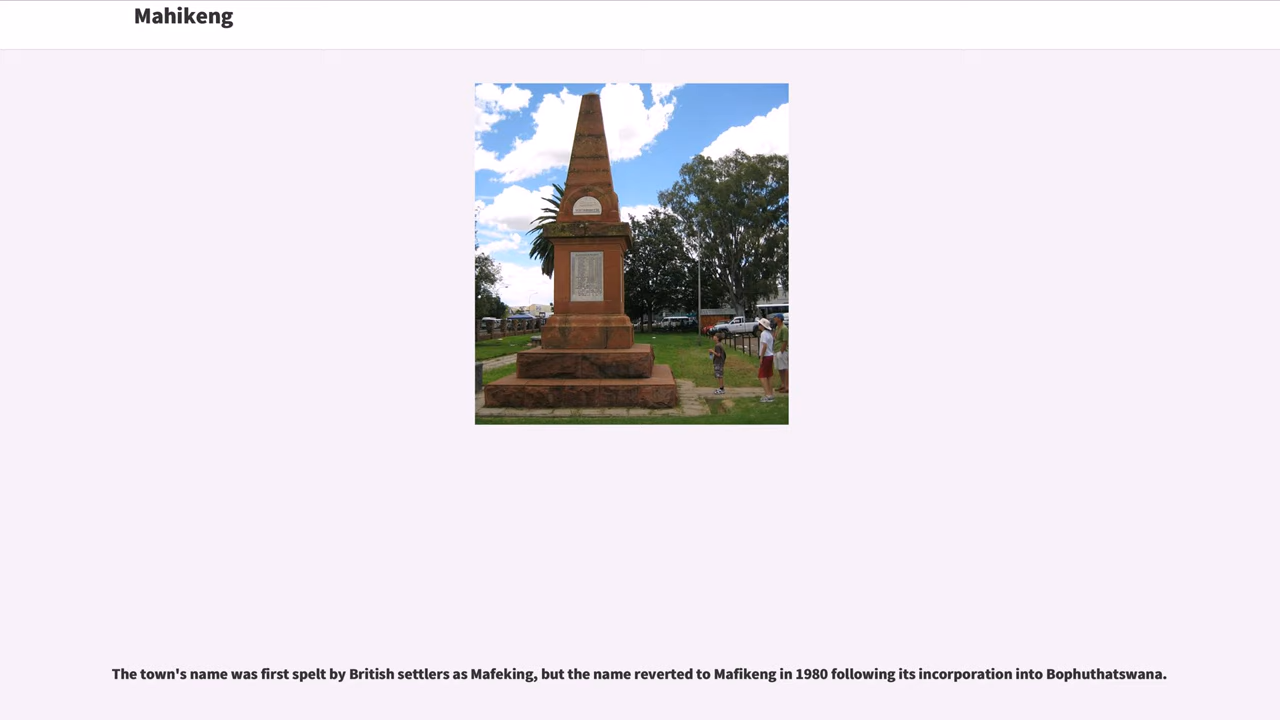 Mahikeng
The town's name was first spelt by British settlers as Mafeking, but the name reverted to Mafikeng in 1980 following its incorporation into Bophuthatswana.